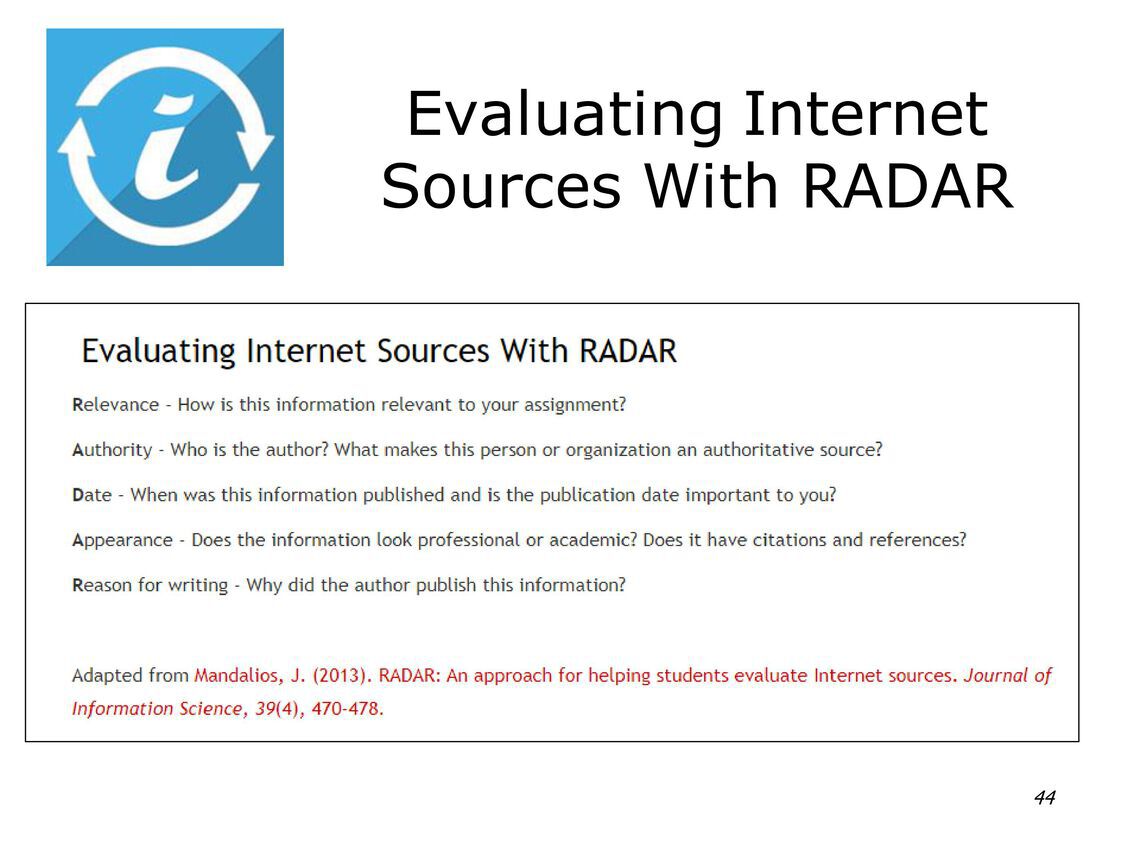 i
Evaluating Internet
Sources With RADAR
Evaluating Internet Sources With RADAR
Relevance - How is this information relevant to your assignment?
Authority - Who is the author? What makes this person or organization an authoritative source?
Date - When was this information published and is the publication date important to you?
Appearance - Does the information look professional or academic? Does it have citations and references?
Reason for writing - Why did the author publish this information?
Adapted from Mandalios, J. (2013). RADAR: An approach for helping students evaluate Internet sources. Journal of
Information Science, 39(4), 470-478.
44